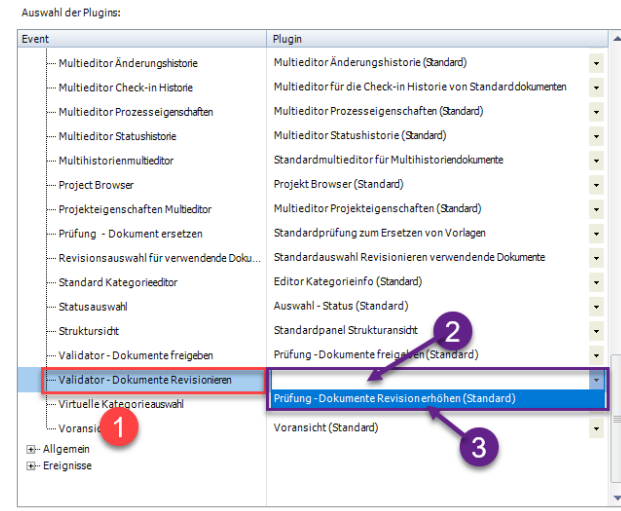 Auswahl der Plugins:
Event Plugin
Multieditor Änderungshistorie Multieditor Änderungshistorie (Standard)
Multieditor Check-in Historie Multieditor für die Check-in Historie von Standarddokumenten
Multieditor Prozesseigenschaften Multieditor Prozesseigenschaften (Standard)
Multieditor Statushistorie Multieditor Statushistorie (Standard)
Multihistorienmultieditor Standardmultieditor für Multihistoriendokumente
Project Browser Projekt Browser (Standard)
Projekteigenschaften Multieditor Multieditor Projekteigenschaften (Standard)
Prüfung - Dokument ersetzen Standardprüfung zum Ersetzen von Vorlagen
Revisionsauswahl für verwendende Doku... Standardauswahl Revisionieren verwendende Dokumente
Standard Kategorieeditor Editor Kategorieinfo (Standard)
Statusauswahl Auswahl - Status (Standard)
Struktursicht Standardpanel Strukturansicht
2
Validator - Dokumente freigeben Prüfung - Dokumente freigeben (Standard)
Validator - Dokumente Revisionieren
Virtuelle Kategorieauswahl Prüfung - Dokumente Revision erhöhen (Standard)
1
Voransicht (Standard)
3
Allgemein
Ereignisse